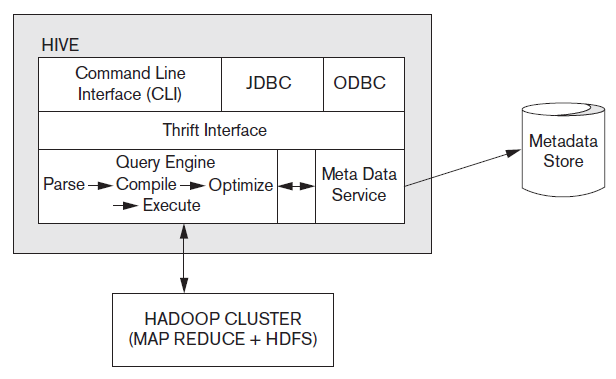 HIVE
Command Line
Interface (CLI)
JDBC
ODBC
Thrift Interface
Query Engine
Parse Compile Optimize
Execute
Meta Data
Service
Metadata
Store
HADOOP CLUSTER
(MAP REDUCE + HDFS)